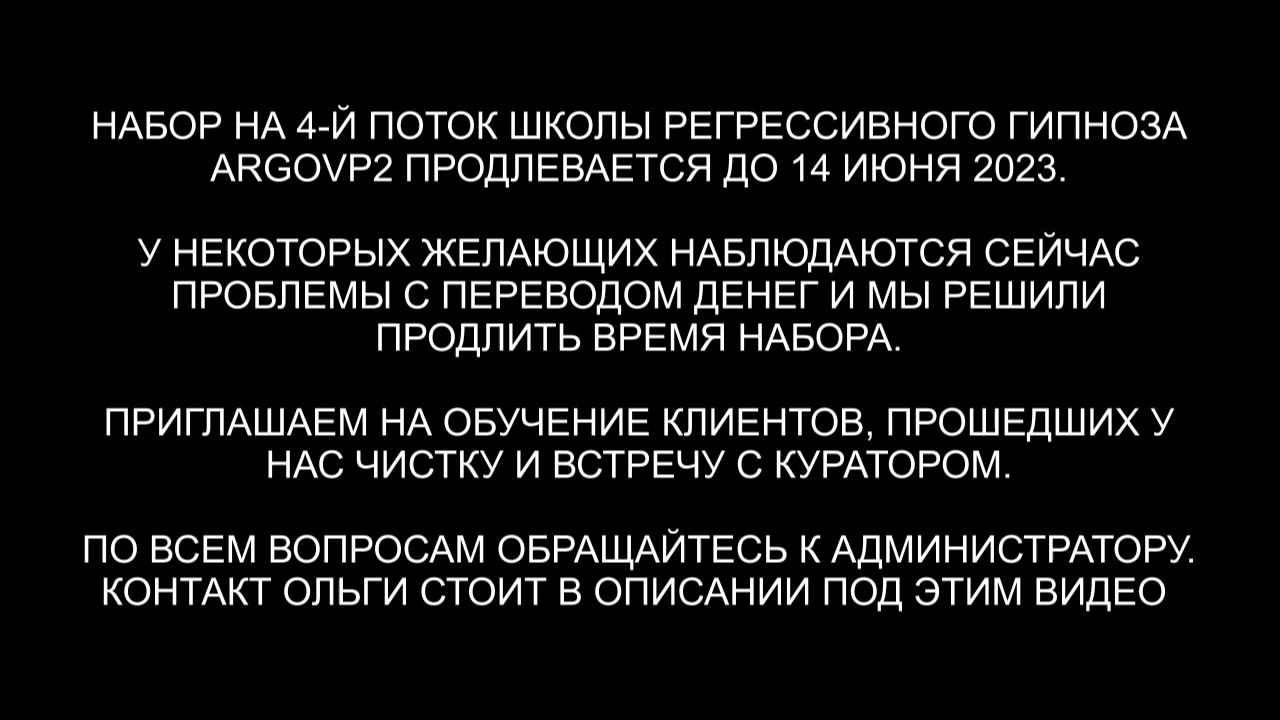 НАБОР НА 4-Й ПОТОК ШКОЛЫ РЕГРЕССИВНОГО ГИПНОЗА
ARGOVP2 ПРОДЛЕВАЕТСЯ ДО 14 ИЮНЯ 2023.
У НЕКОТОРЫХ ЖЕЛАЮЩИХ НАБЛЮДАЮТСЯ СЕЙЧАС
ПРОБЛЕМЫ С ПЕРЕВОДОМ ДЕНЕГ И МЫ РЕШИЛИ
ПРОДЛИТЬ ВРЕМЯ НАБОРА.
ПРИГЛАШАЕМ НА ОБУЧЕНИЕ КЛИЕНТОВ, ПРОШЕДШИХ У
НАС ЧИСТКУ И ВСТРЕЧУ С КУРАТОРОМ.
ПО ВСЕМ ВОПРОСАМ ОБРАЩАЙТЕСЬ К АДМИНИСТРАТОРУ.
КОНТАКТ ОЛЬГИ СТОИТ В ОПИСАНИИ ПОД ЭТИМ ВИДЕО